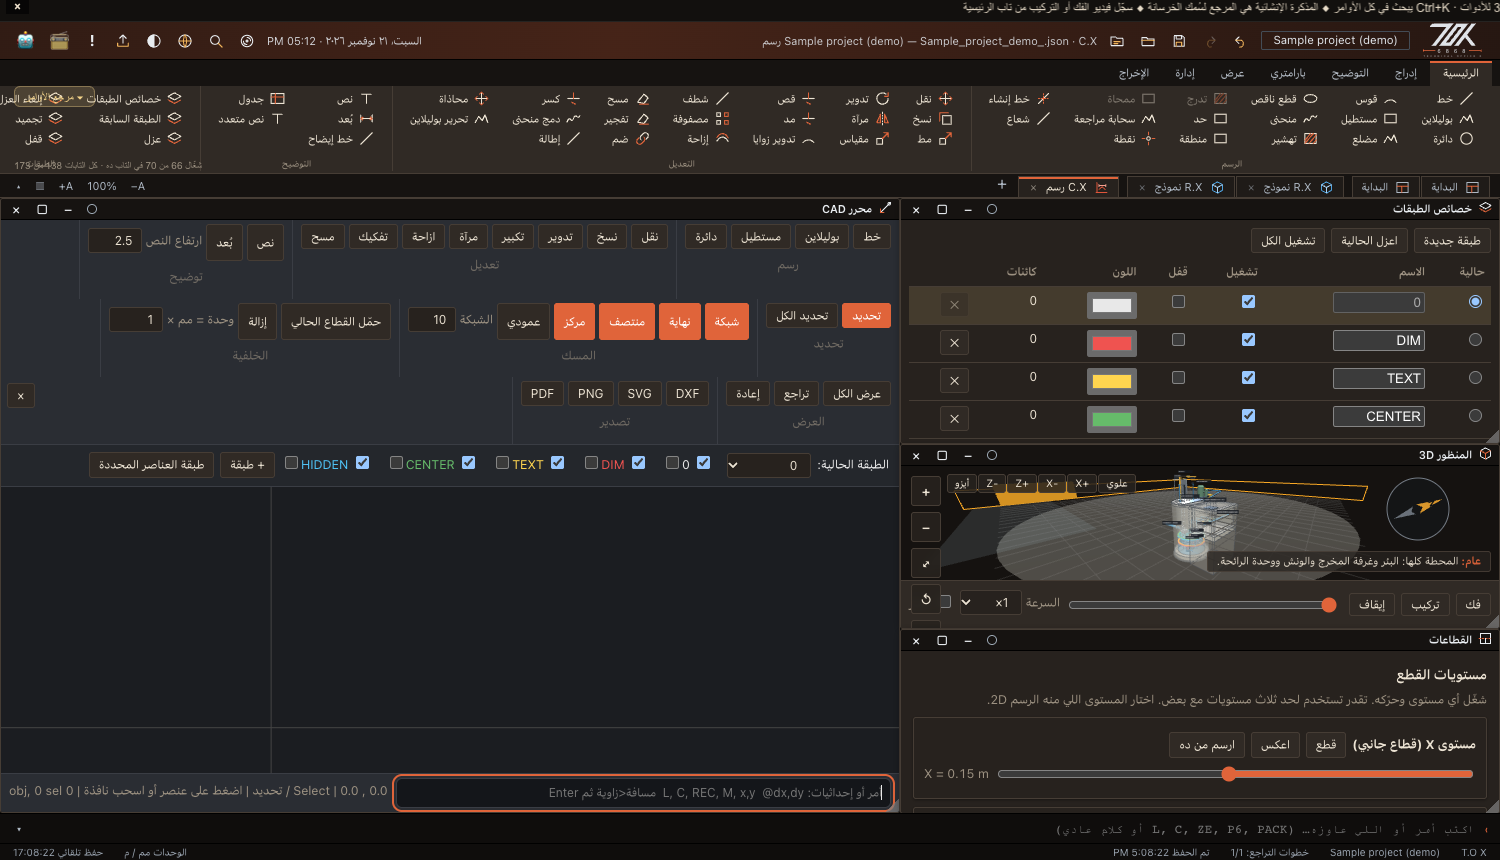 3 للأدوات · Ctrl+K يبحث في كل الأوامر ◆ المذكرة الإنشائية هي المرجع لسُمك الخرسانة ◆ سجّل فيديو الفك أو التركيب من تاب الرئيسية ×
TOK
Sample project (demo)
رسم C.X · Sample_project_demo_.json — Sample project (demo)
السبت، ٢١ نوفمبر ٢٠٢٦ · 05:12 PM
الرئيسية إدراج التوضيح بارامتري عرض إدارة الإخراج
خط قوس قطع ناقص تدرج ممحاة خط إنشاء
بوليلاين مستطيل منحنى حد سحابة مراجعة شعاع
دائرة مضلع تهشير منطقة نقطة
الرسم
نقل تدوير قص شطف مسح كسر محاذاة
نسخ مرآة مد مصفوفة تفجير دمج منحنى تحرير بوليلاين
مط مقياس تدوير زوايا إزاحة ضم إطالة
التعديل
نص جدول
بُعد نص متعدد
خط إيضاح
التوضيح
خصائص الطبقات
الطبقة السابقة تجميد
عزل قفل
البداية البداية نموذج R.X × نموذج R.X × رسم C.X × +
A− 100% A+
خصائص الطبقات
طبقة جديدة اعزل الحالية تشغيل الكل
حالية الاسم تشغيل قفل اللون كائنات
0 0 ×
DIM 0 ×
TEXT 0 ×
CENTER 0 ×
المنظور 3D
علوي X+ X- Z+ Z- أيزو
+
−
عام: المحطة كلها: البئر وغرفة المخرج والونش ووحدة الرائحة.
فك تركيب إيقاف السرعة ×1
القطاعات
مستويات القطع
شغّل أي مستوى وحرّكه. تقدر تستخدم لحد ثلاث مستويات مع بعض. اختار المستوى اللي منه الرسم 2D.
مستوى X (قطاع جانبي) قطع اعكس ارسم من ده
X = 0.15 m
محرر CAD
خط بوليلاين مستطيل دائرة
رسم
نقل نسخ تدوير تكبير مرآة ازاحة تفكيك مسح
تعديل
نص بُعد ارتفاع النص 2.5
توضيح
تحديد تحديد الكل
تحديد
شبكة نهاية منتصف مركز عمودي الشبكة 10
المسك
حمّل القطاع الحالي إزالة وحدة = مم × 1
الخلفية
عرض الكل تراجع إعادة
العرض
DXF SVG PNG PDF
تصدير
×
الطبقة الحالية: 0 0 DIM TEXT CENTER HIDDEN + طبقة طبقة العناصر المحددة
أمر أو إحداثيات: L, C, REC, M, x,y @dx,dy مسافة<زاوية ثم Enter
0.0 , 0.0 | Select / تحديد | اضغط على عنصر أو اسحب نافذة | obj, 0 sel 0
اكتب أمر أو اللي عاوزه… (L, C, ZE, P6, PACK أو كلام عادي)
T.O X Sample project (demo) خطوات التراجع: 1/1 تم الحفظ 5:08:22 PM الوحدات مم / م حفظ تلقائي 17:08:22